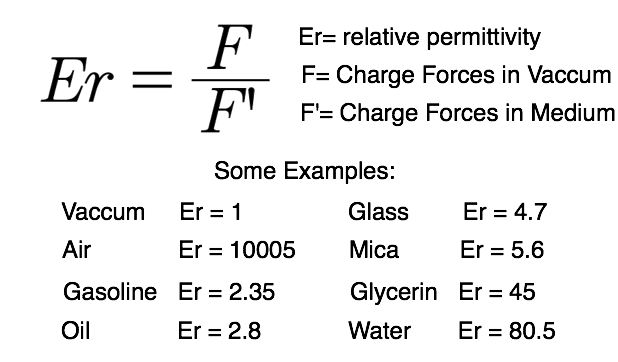 Er = F / F'
Er= relative permittivity
F= Charge Forces in Vaccum
F'= Charge Forces in Medium
Some Examples:
Vaccum Er = 1 Glass Er = 4.7
Air Er = 10005 Mica Er = 5.6
Gasoline Er = 2.35 Glycerin Er = 45
Oil Er = 2.8 Water Er = 80.5